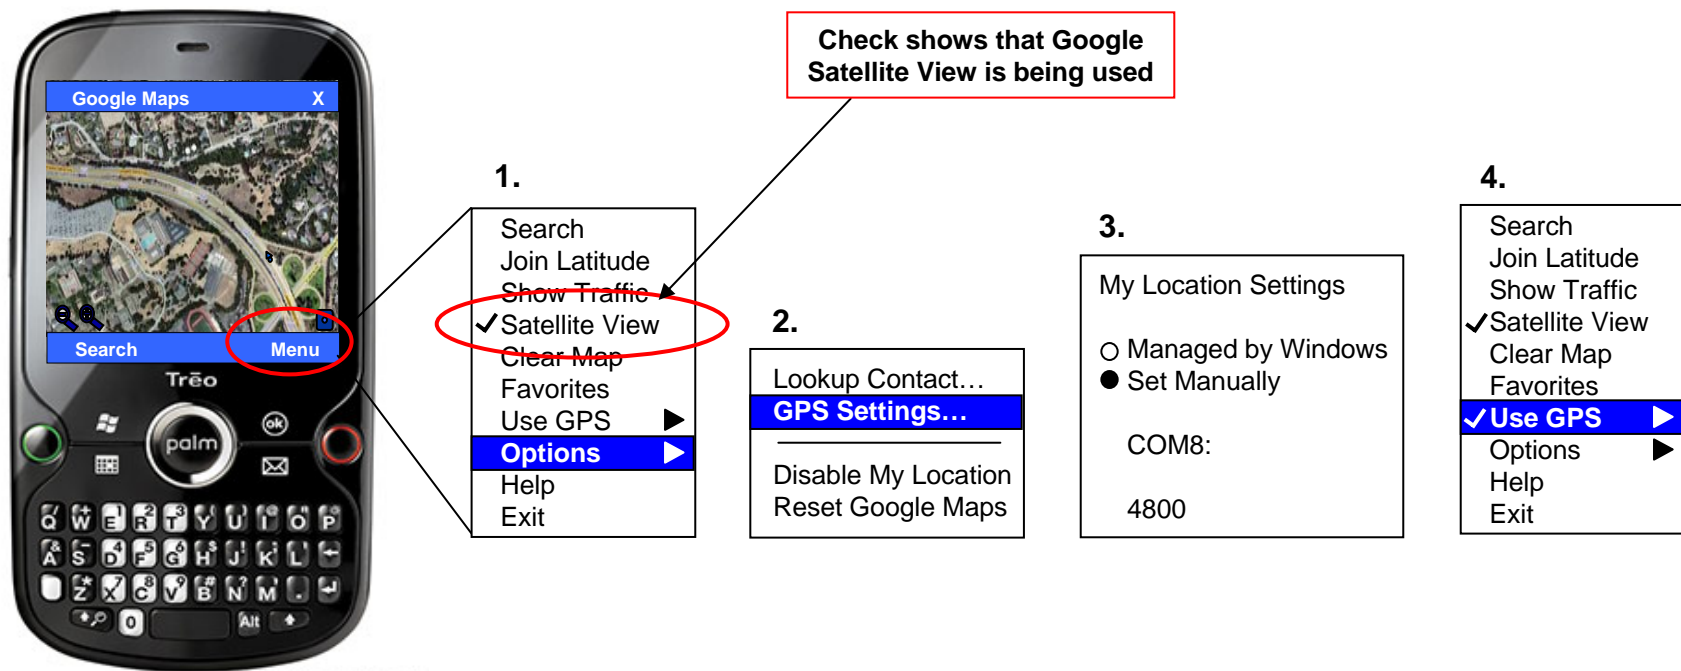 Check shows that Google
Satellite View is being used
Google Maps X
Search Menu
Trēo
palm
ok
Q W E R T Y U I O P
A S D F G H J K L
Z X C V B N M .
0 Alt
1.
Search
Join Latitude
Show Traffic
✓Satellite View
Clear Map
Favorites
Use GPS
Options
Help
Exit
2.
Lookup Contact…
GPS Settings…
Disable My Location
Reset Google Maps
3.
My Location Settings
Managed by Windows
Set Manually
COM8:
4800
4.
Search
Join Latitude
Show Traffic
✓Satellite View
Clear Map
Favorites
✓Use GPS
Options
Help
Exit